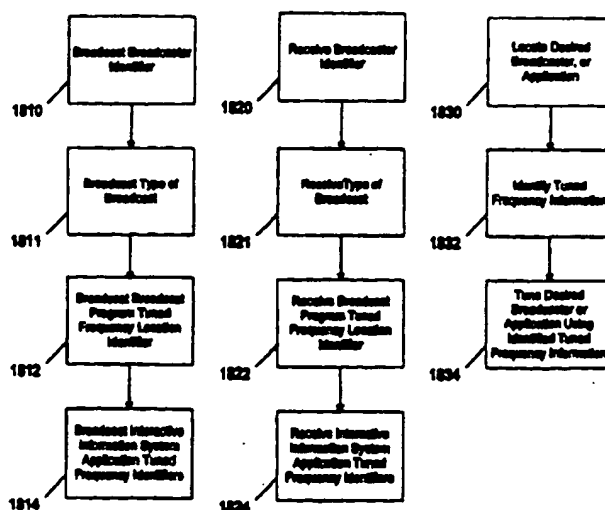 Broadcast Broadcaster
Identifier
1810
Broadcast Type of
Broadcast
1811
Broadcast Broadcast
Program Tuned
Frequency Location
Identifier
1812
Broadcast Interactive
Information System
Application Tuned
Frequency Identifiers
1814
Receive Broadcaster
Identifier
1820
ReceiveType of
Broadcast
1821
Receive Broadcast
Program Tuned
Frequency Location
Identifier
1822
Receive Interactive
Information System
Application Tuned
Frequency Identifiers
1824
Locate Desired
Broadcaster, or
Application
1830
Identify Tuned
Frequency Information
1832
Tune Desired
Broadcaster or
Application Using
Identified Tuned
Frequency Information
1834